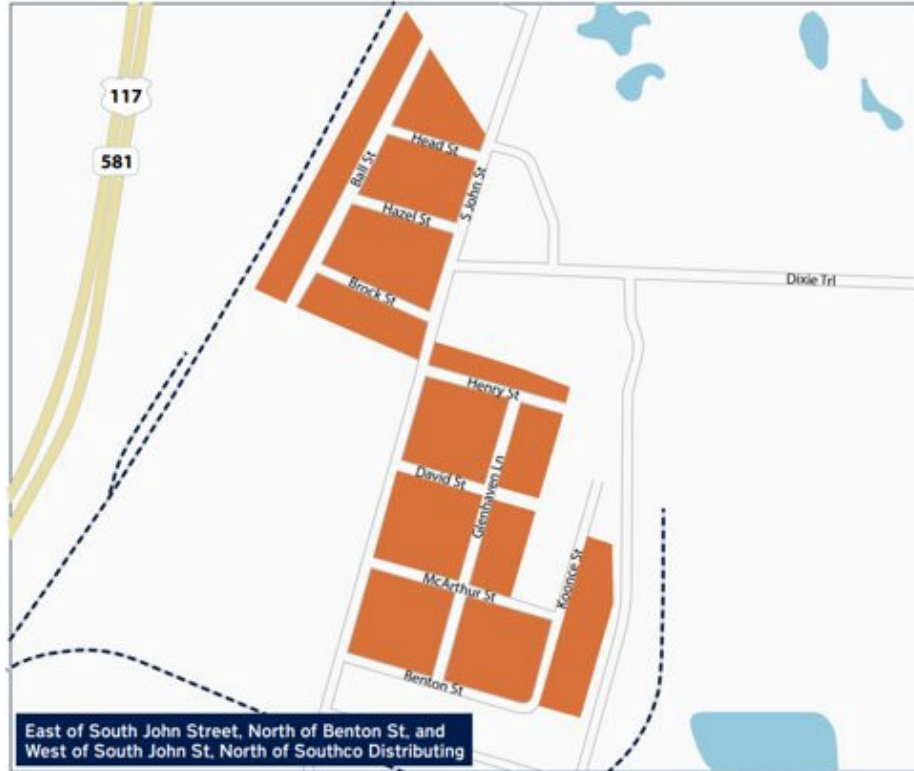 117
581
Head St
Ball St
S John St
Hazel St
Brock St
Dixie Trl
Henry St
Glenhaven Ln
David St
McArthur St
Koonce St
Benton St
East of South John Street, North of Benton St, and
West of South John St, North of Southco Distributing